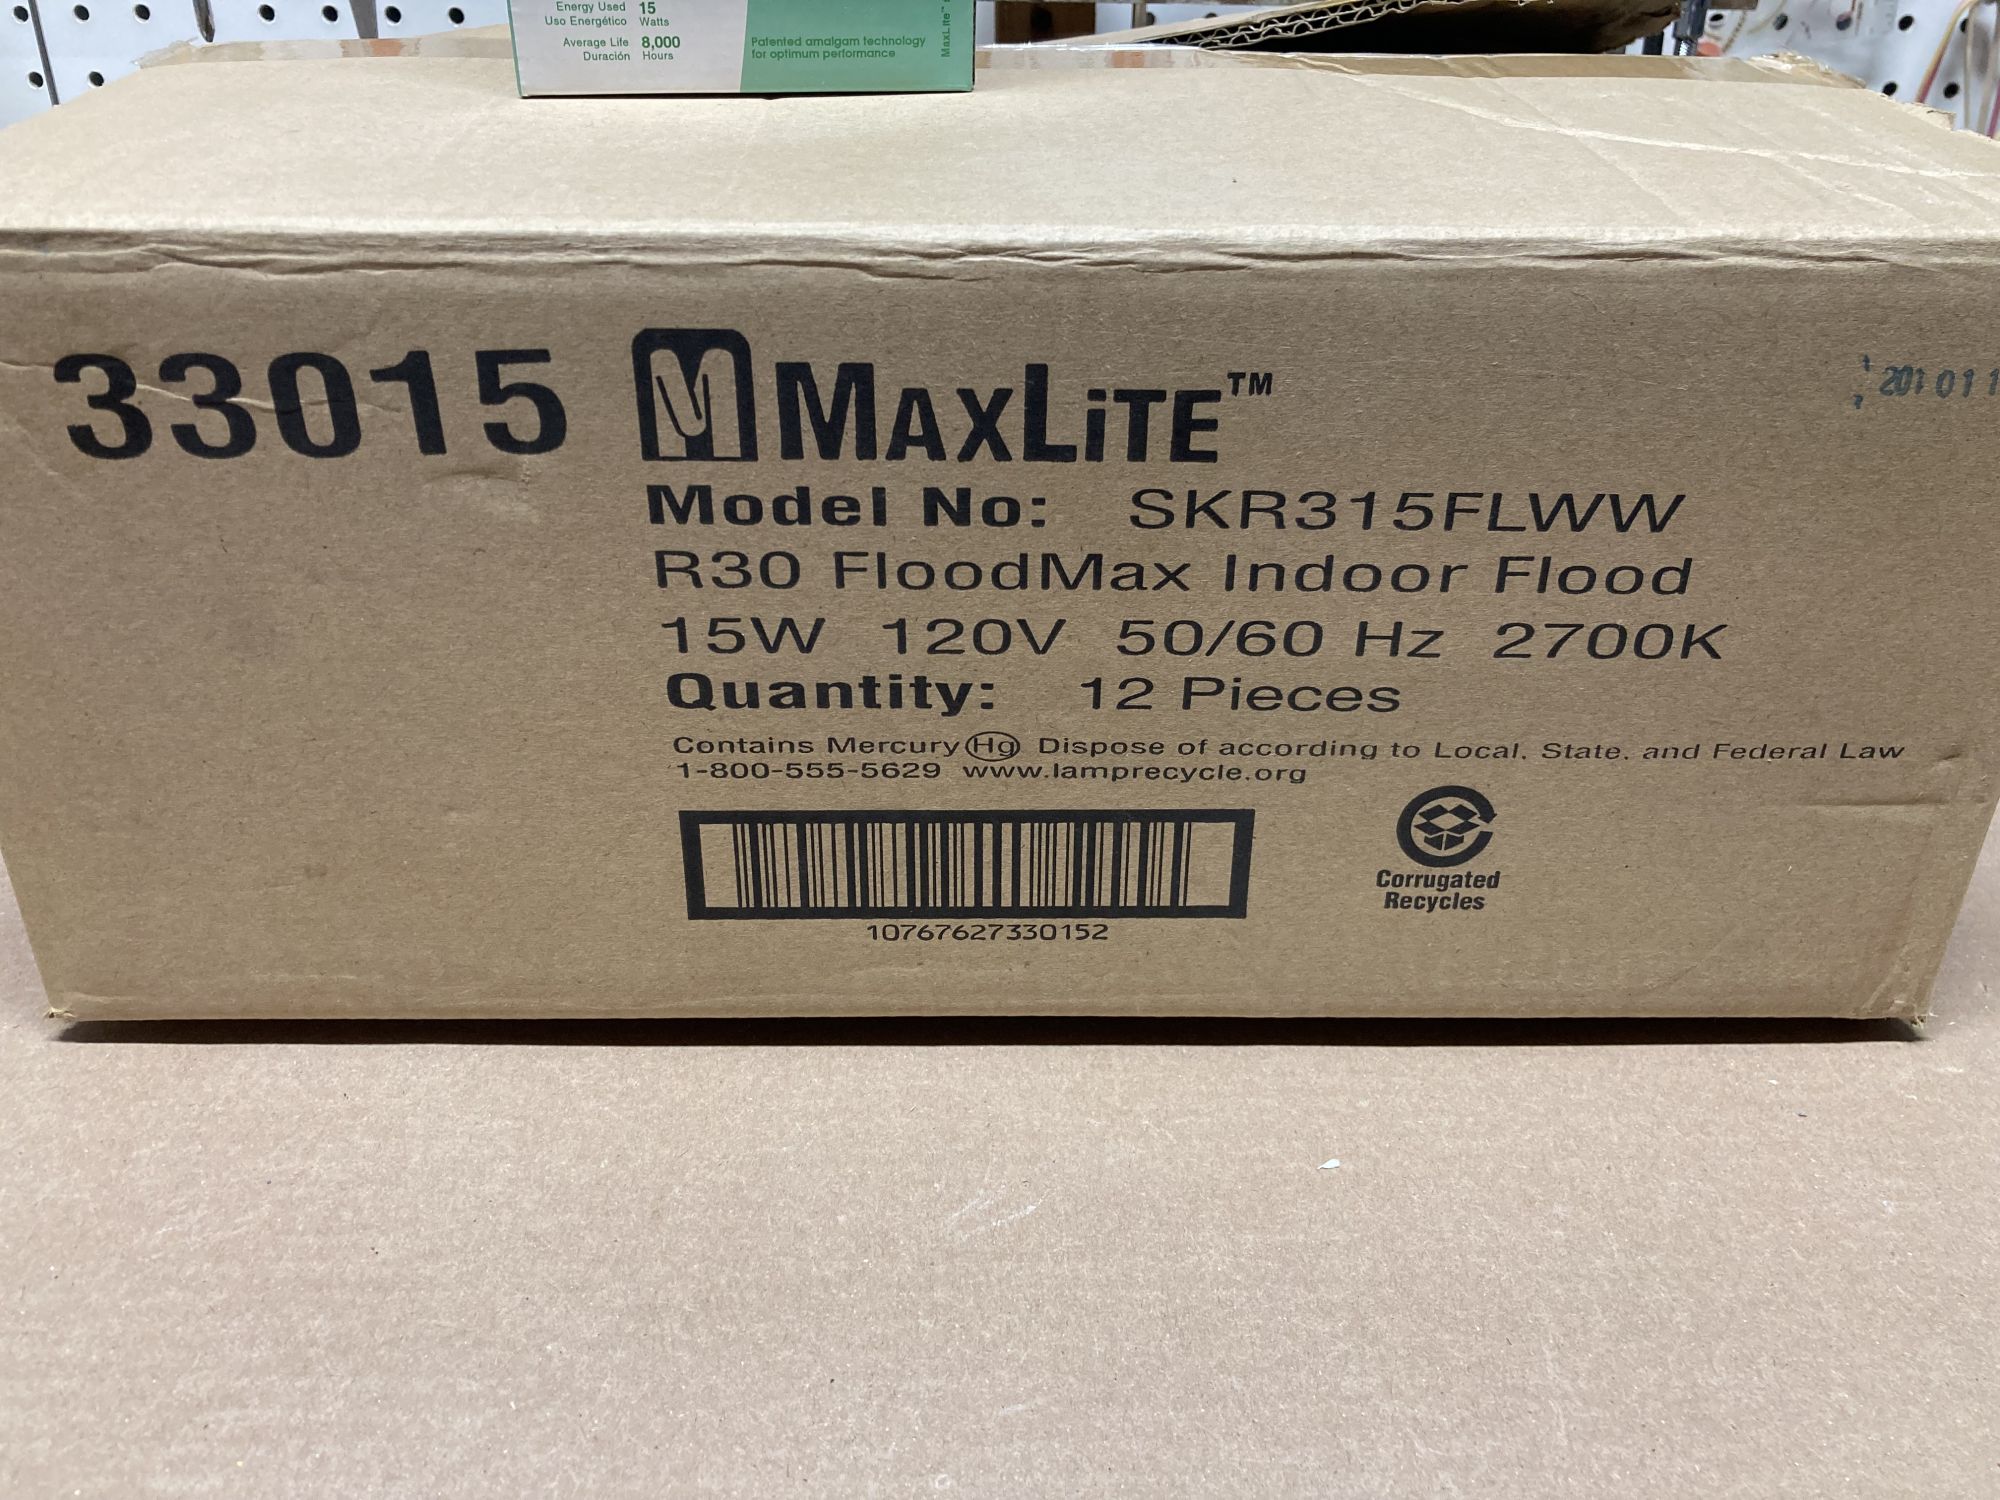 Energy Used 15
Uso Energético Watts
Average Life 8,000
Duración Hours
Patented amalgam technology
for optimum performance
MaxLite™
33015 MAXLITE™
Model No: SKR315FLWW
R30 FloodMax Indoor Flood
15W 120V 50/60 Hz 2700K
Quantity: 12 Pieces
Contains Mercury Hg Dispose of according to Local, State, and Federal Law
1-800-555-5629 www.lamprecycle.org
10767627330152
Corrugated
Recycles